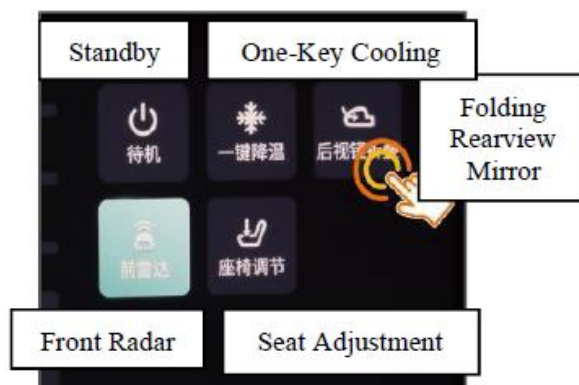 Standby
One-Key Cooling
Folding
Rearview
Mirror
待机
一键降温
后视镜
前雷达
座椅调节
Front Radar
Seat Adjustment